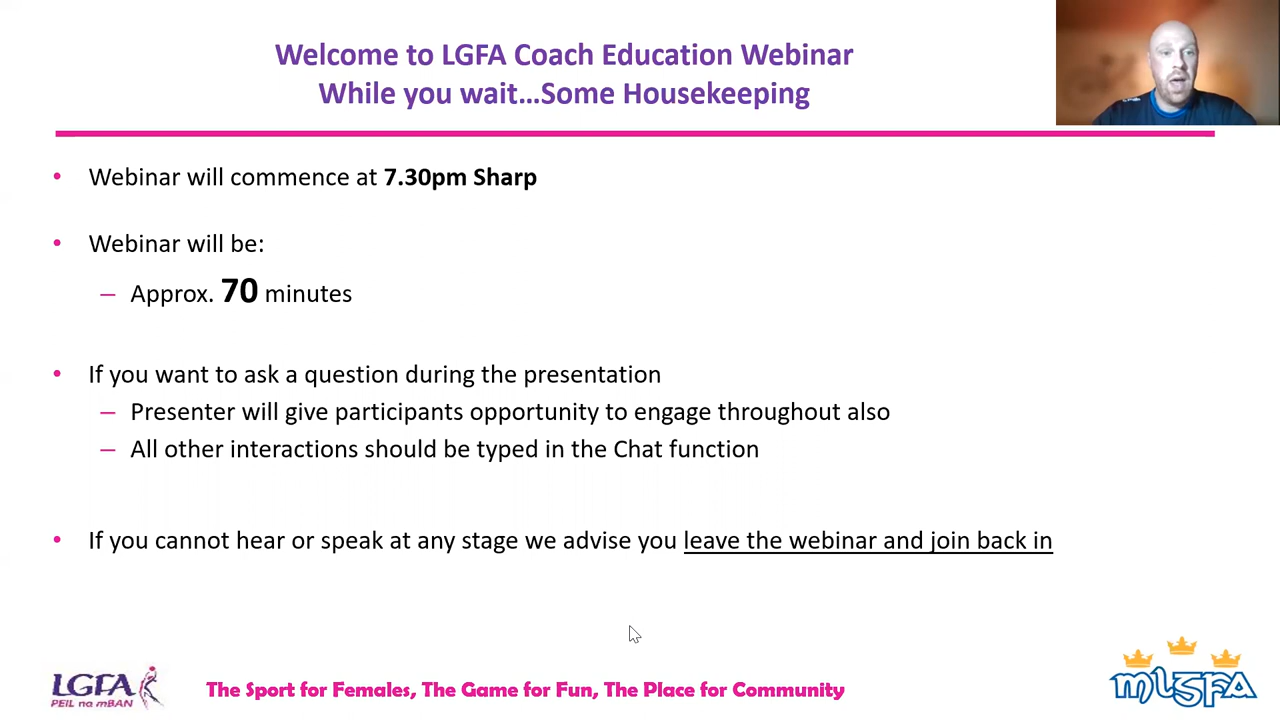 Welcome to LGFA Coach Education Webinar
While you wait...Some Housekeeping
• Webinar will commence at 7.30pm Sharp
• Webinar will be:
– Approx. 70 minutes
• If you want to ask a question during the presentation
– Presenter will give participants opportunity to engage throughout also
– All other interactions should be typed in the Chat function
• If you cannot hear or speak at any stage we advise you leave the webinar and join back in
LGFA
PEIL na mBAN
The Sport for Females, The Game for Fun, The Place for Community
MLGFA